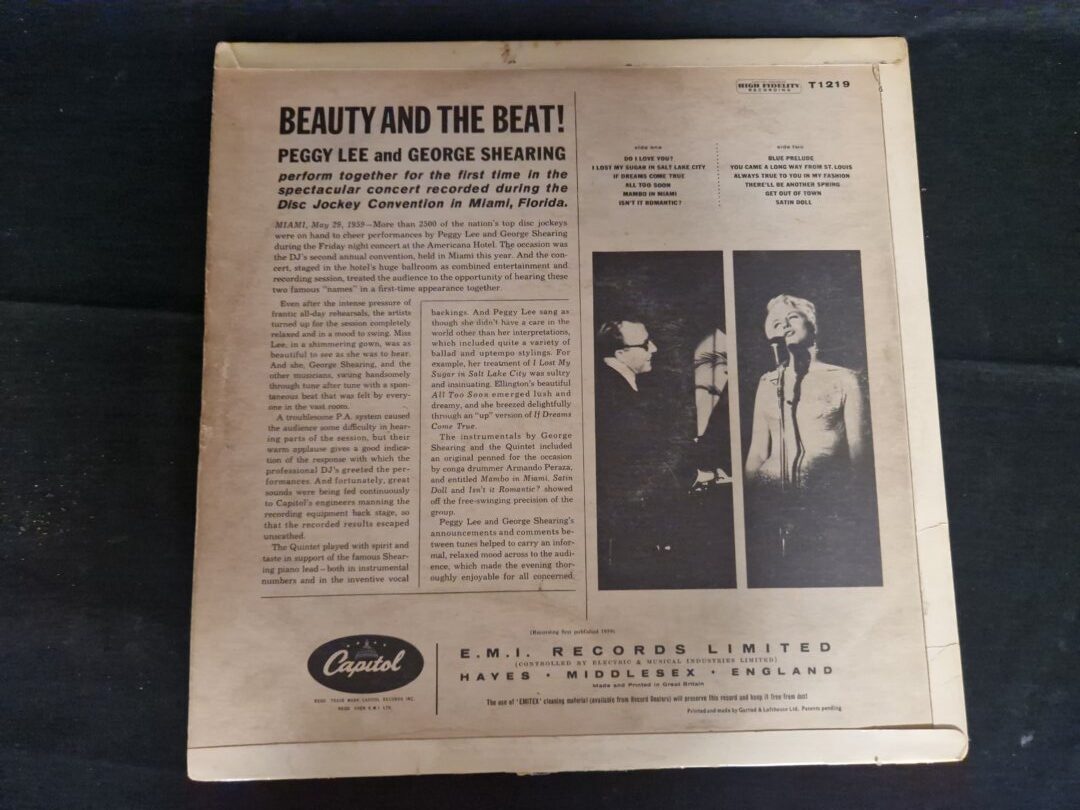 HIGH FIDELITY
RECORDING
T1219
BEAUTY AND THE BEAT!
PEGGY LEE and GEORGE SHEARING
perform together for the first time in the
spectacular concert recorded during the
Disc Jockey Convention in Miami, Florida.
MIAMI, May 29, 1959—More than 2500 of the nation's top disc jockeys
were on hand to cheer performances by Peggy Lee and George Shearing
during the Friday night concert at the Americana Hotel. The occasion was
the DJ's second annual convention, held in Miami this year. And the con-
cert, staged in the hotel's huge ballroom as combined entertainment and
recording session, treated the audience to the opportunity of hearing these
two famous "names" in a first-time appearance together.
Even after the intense pressure of
frantic all-day rehearsals, the artists
turned up for the session completely
relaxed and in a mood to swing. Miss
Lee, in a shimmering gown, was as
beautiful to see as she was to hear.
And she, George Shearing, and the
other musicians, swung handsomely
through tune after tune with a spon-
taneous beat that was felt by every-
one in the vast room.
A troublesome P.A. system caused
the audience some difficulty in hear-
ing parts of the session, but their
warm applause gives a good indica-
tion of the response with which the
professional DJ's greeted the per-
formances. And fortunately, great
sounds were being fed continuously
to Capitol's engineers manning the
recording equipment back stage, so
that the recorded results escaped
unscathed.
The Quintet played with spirit and
taste in support of the famous Shear-
ing piano lead—both in instrumental
numbers and in the inventive vocal
backings. And Peggy Lee sang as
though she didn't have a care in the
world other than her interpretations,
which included quite a variety of
ballad and uptempo stylings. For
example, her treatment of I Lost My
Sugar in Salt Lake City was sultry
and insinuating. Ellington's beautiful
All Too Soon emerged lush and
dreamy, and she breezed delightfully
through an "up" version of If Dreams
Come True.
The instrumentals by George
Shearing and the Quintet included
an original penned for the occasion
by conga drummer Armando Peraza,
and entitled Mambo in Miami. Satin
Doll and Isn't it Romantic? showed
off the free-swinging precision of the
group.
Peggy Lee and George Shearing's
announcements and comments be-
tween tunes helped to carry an infor-
mal, relaxed mood across to the audi-
ence, which made the evening thor-
oughly enjoyable for all concerned.
side one
DO I LOVE YOU?
I LOST MY SUGAR IN SALT LAKE CITY
IF DREAMS COME TRUE
ALL TOO SOON
MAMBO IN MIAMI
ISN'T IT ROMANTIC?
side two
BLUE PRELUDE
YOU CAME A LONG WAY FROM ST. LOUIS
ALWAYS TRUE TO YOU IN MY FASHION
THERE'LL BE ANOTHER SPRING
GET OUT OF TOWN
SATIN DOLL
(Recording first published 1959)
Capitol
REGD. TRADE MARK CAPITOL RECORDS INC.
REGD. USER E.M.I. LTD.
E.M.I. RECORDS LIMITED
(CONTROLLED BY ELECTRIC & MUSICAL INDUSTRIES LIMITED)
HAYES · MIDDLESEX · ENGLAND
Made and Printed in Great Britain
The use of 'EMITEX' cleaning material (available from Record Dealers) will preserve this record and keep it free from dust
Printed and made by Garrod & Lofthouse Ltd. Patents pending.